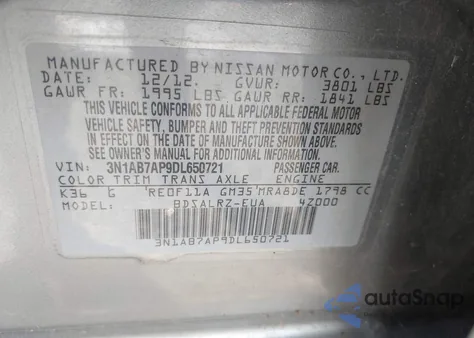 MANUFACTURED BY NISSAN MOTOR CO., LTD.
DATE: 12/12. GVWR: 3801 LBS
GAWR FR: 1995 LBS GAWR RR: 1841 LBS
THIS VEHICLE CONFORMS TO ALL APPLICABLE FEDERAL MOTOR
VEHICLE SAFETY, BUMPER AND THEFT PREVENTION STANDARDS
IN EFFECT ON THE DATE OF MANUFACTURE SHOWN ABOVE.
SEE OWNER'S MANUAL FOR MORE INFORMATION.
VIN: 3N1AB7AP9DL650721 PASSENGER CAR.
COLOR TRIM TRANS AXLE ENGINE
K36 G RE0F11A GM35 MRA8DE 1798 CC
BDSALRZ-EUA 4Z000
3N1AB7AP9DL650721
autoSnap